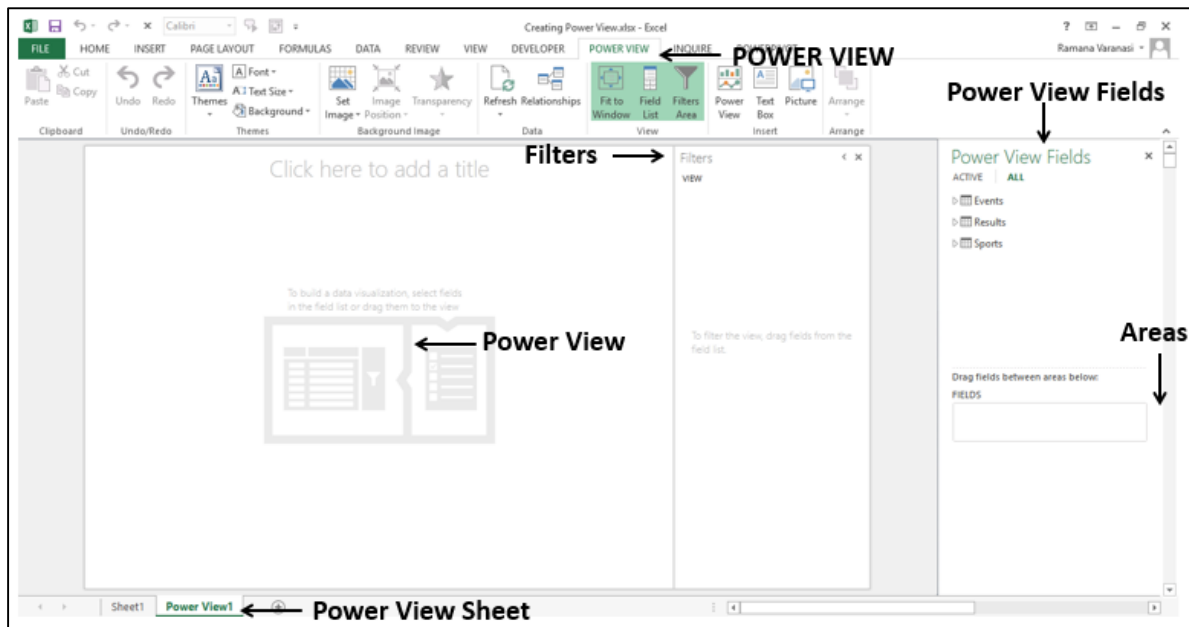 Calibri
Creating Power View.xlsx - Excel
FILE HOME INSERT PAGE LAYOUT FORMULAS DATA REVIEW VIEW DEVELOPER POWER VIEW INQUIRE POWERPIVOT
Ramana Varanasi
POWER VIEW
Paste
Cut
Copy
Undo Redo
Themes
Font
Text Size
Background
Set Image
Image Position
Transparency
Refresh Relationships
Fit to Window
Field List
Filters Area
Power View
Text Box
Picture
Arrange
Clipboard Undo/Redo Themes Background Image Data View Insert Arrange
Power View Fields
Filters
Click here to add a title
Filters
VIEW
Power View Fields
ACTIVE ALL
Events
Results
Sports
To build a data visualization, select fields
in the field list or drag them to the view
Power View
To filter the view, drag fields from the
field list.
Areas
Drag fields between areas below:
FIELDS
Sheet1 Power View1
Power View Sheet